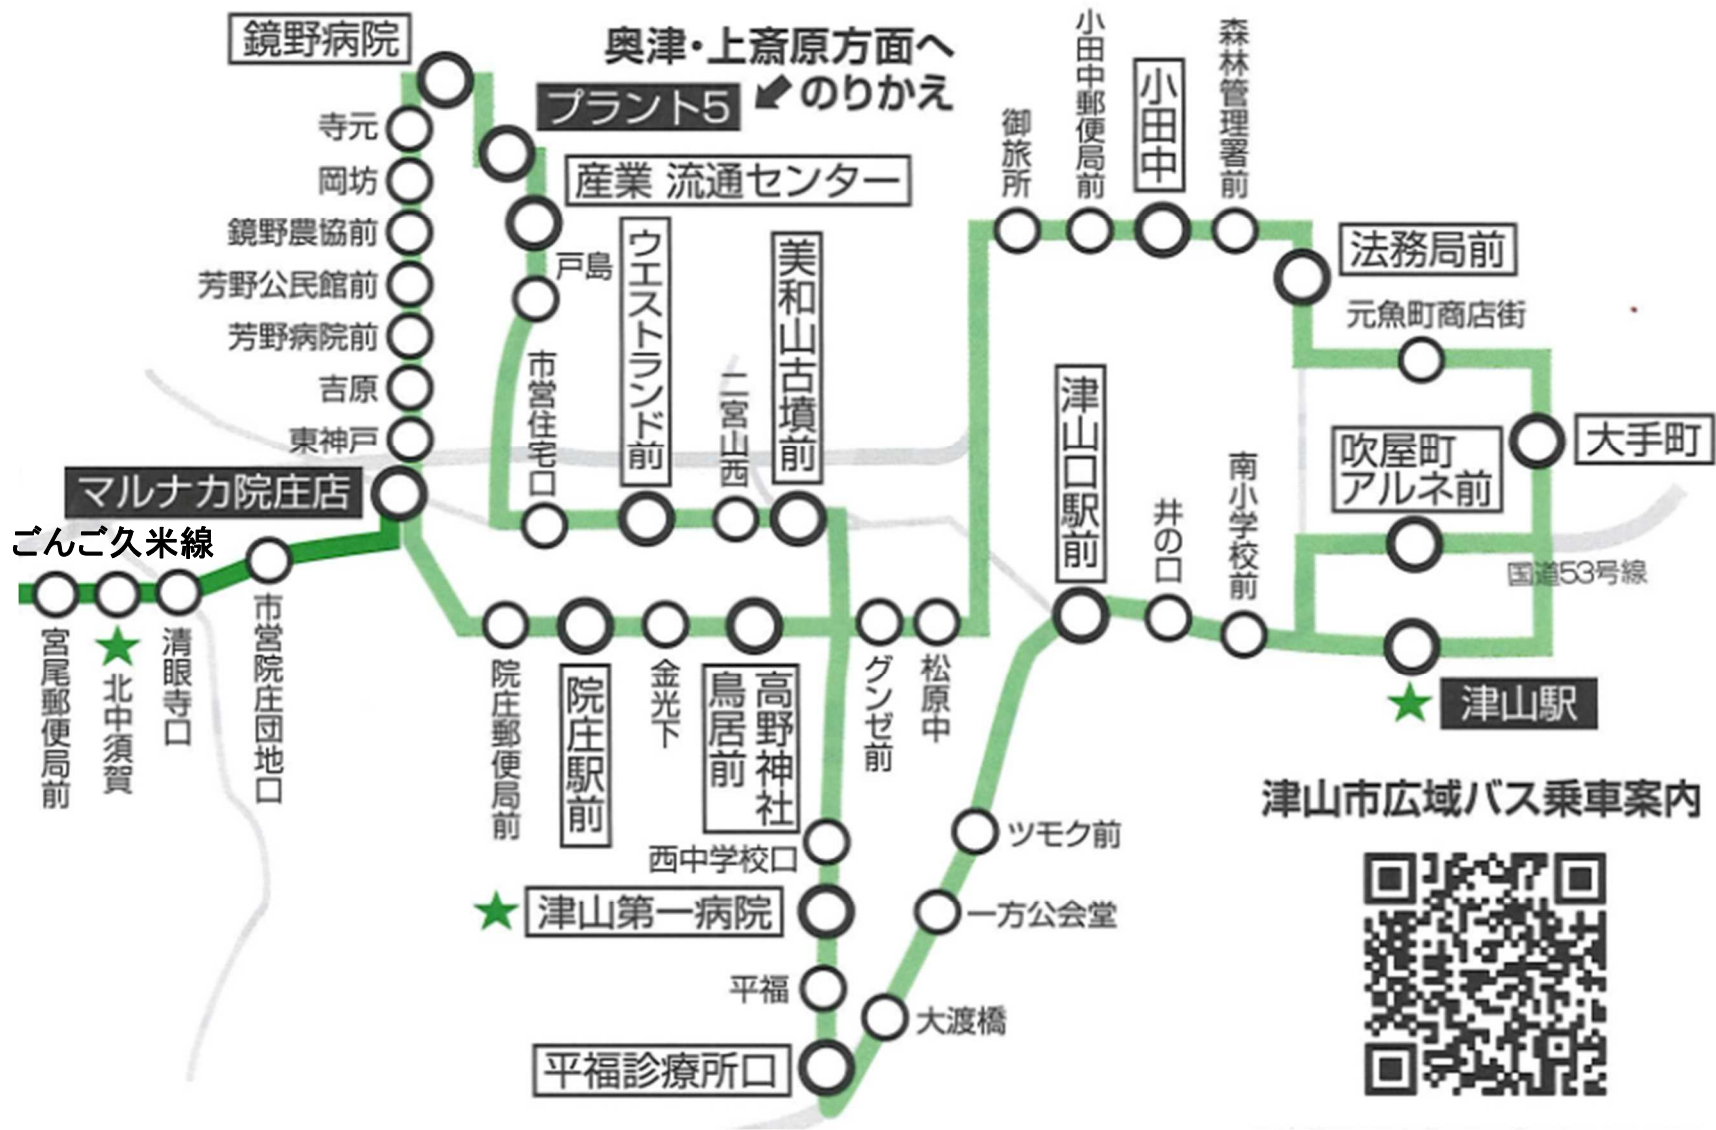 鏡野病院
奥津・上斎原方面へ
のりかえ
プラント5
産業 流通センター
寺元
岡坊
鏡野農協前
芳野公民館前
芳野病院前
吉原
東神戸
マルナカ院庄店
戸島
市営住宅口
ウエストランド前
二宮山西
美和山古墳前
御旅所
小田中郵便局前
小田中
森林管理署前
法務局前
元魚町商店街
大手町
吹屋町
アルネ前
国道53号線
津山口駅前
井の口
南小学校前
★
津山駅
ごんご久米線
宮尾郵便局前
★
北中須賀
清眼寺口
市営院庄団地口
院庄郵便局前
院庄駅前
金光下
高野神社
鳥居前
グンゼ前
松原中
西中学校口
★
津山第一病院
平福
平福診療所口
ツモク前
一方公会堂
大渡橋
津山市広域バス乗車案内